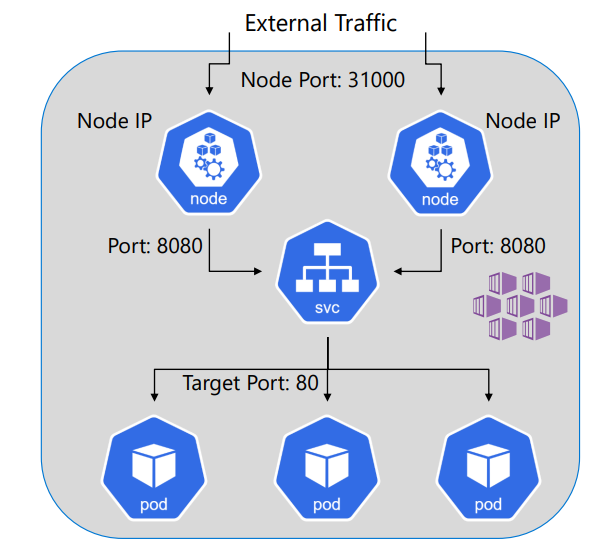 External Traffic
Node Port: 31000
Node IP
Node IP
node
node
Port: 8080
Port: 8080
svc
Target Port: 80
pod
pod
pod